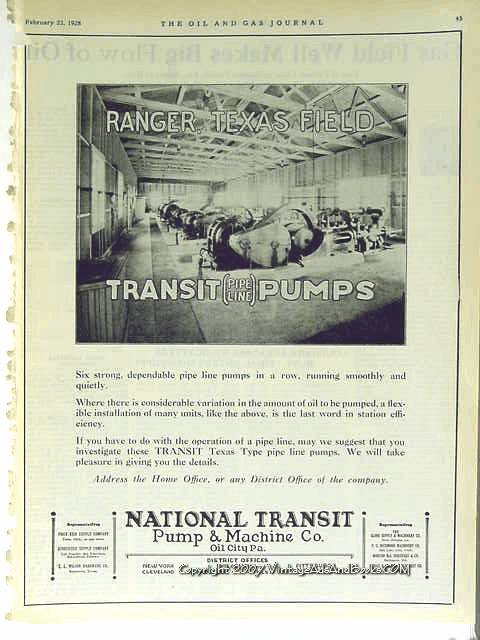 February 23, 1928
THE OIL AND GAS JOURNAL
45
RANGER, TEXAS FIELD
TRANSIT (PIPE LINE) PUMPS
Six strong, dependable pipe line pumps in a row, running smoothly and
quietly.
Where there is considerable variation in the amount of oil to be pumped, a flex-
ible installation of many units, like the above, is the last word in station effi-
ciency.
If you have to do with the operation of a pipe line, may we suggest that you
investigate these TRANSIT Texas Type pipe line pumps. We will take
pleasure in giving you the details.
Address the Home Office, or any District Office of the company.
Representing
NATIONAL TRANSIT
Pump & Machine Co.
Oil City Pa.
DISTRICT OFFICES
NEW YORK
CLEVELAND
Representing
Copyright 2007 VintageAdsAndBooks.COM